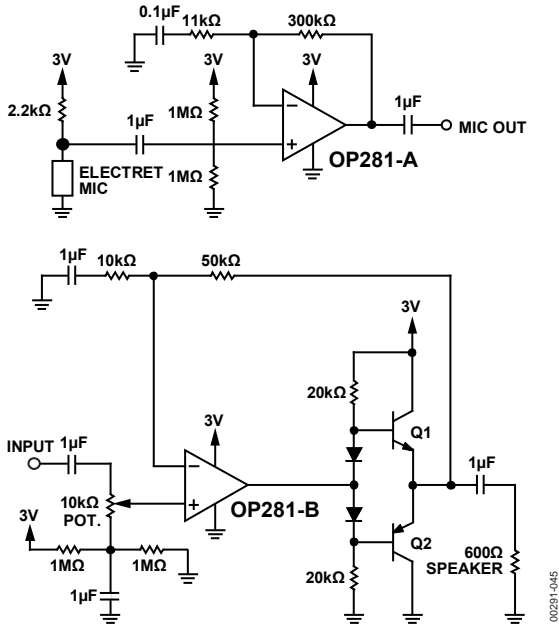 0.1µF
11kΩ
300kΩ
3V
3V
3V
2.2kΩ
1µF
1MΩ
1MΩ
1µF
MIC OUT
OP281-A
ELECTRET
MIC
1µF
10kΩ
50kΩ
3V
20kΩ
Q1
3V
INPUT
1µF
1µF
10kΩ
POT.
OP281-B
3V
1MΩ
1MΩ
Q2
600Ω
SPEAKER
20kΩ
1µF
00291-045